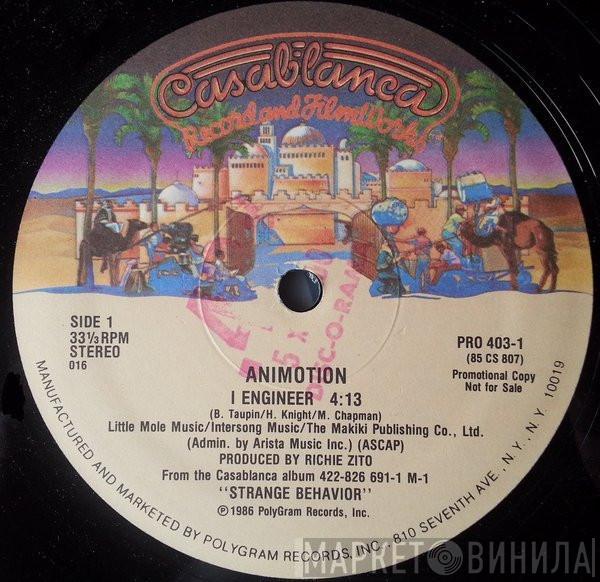 Casablanca
Record and FilmWorks
SIDE 1
33⅓ RPM
STEREO
016
PRO 403-1
(85 CS 807)
Promotional Copy
Not for Sale
DISC-O-RAMA
ANIMOTION
I ENGINEER 4:13
(B. Taupin/H. Knight/M. Chapman)
Little Mole Music/Intersong Music/The Makiki Publishing Co., Ltd.
(Admin. by Arista Music Inc.) (ASCAP)
PRODUCED BY RICHIE ZITO
From the Casablanca album 422-826 691-1 M-1
"STRANGE BEHAVIOR"
℗1986 PolyGram Records, Inc.
MANUFACTURED AND MARKETED BY POLYGRAM RECORDS, INC., 810 SEVENTH AVE., N.Y., N.Y. 10019
МАРКЕТ ВИНИЛА